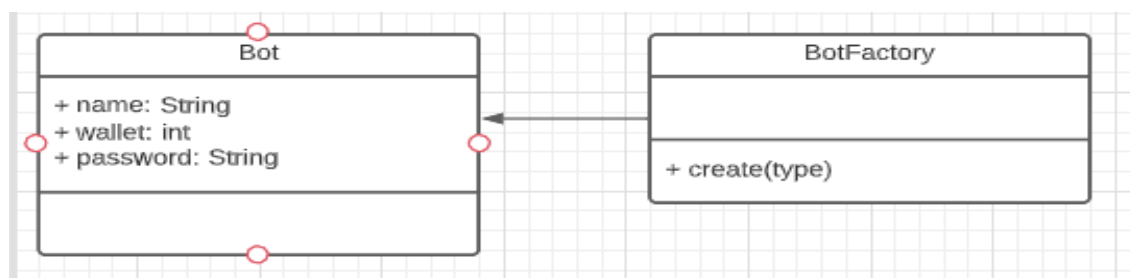 Bot
+ name: String
+ wallet: int
+ password: String
BotFactory
+ create(type)